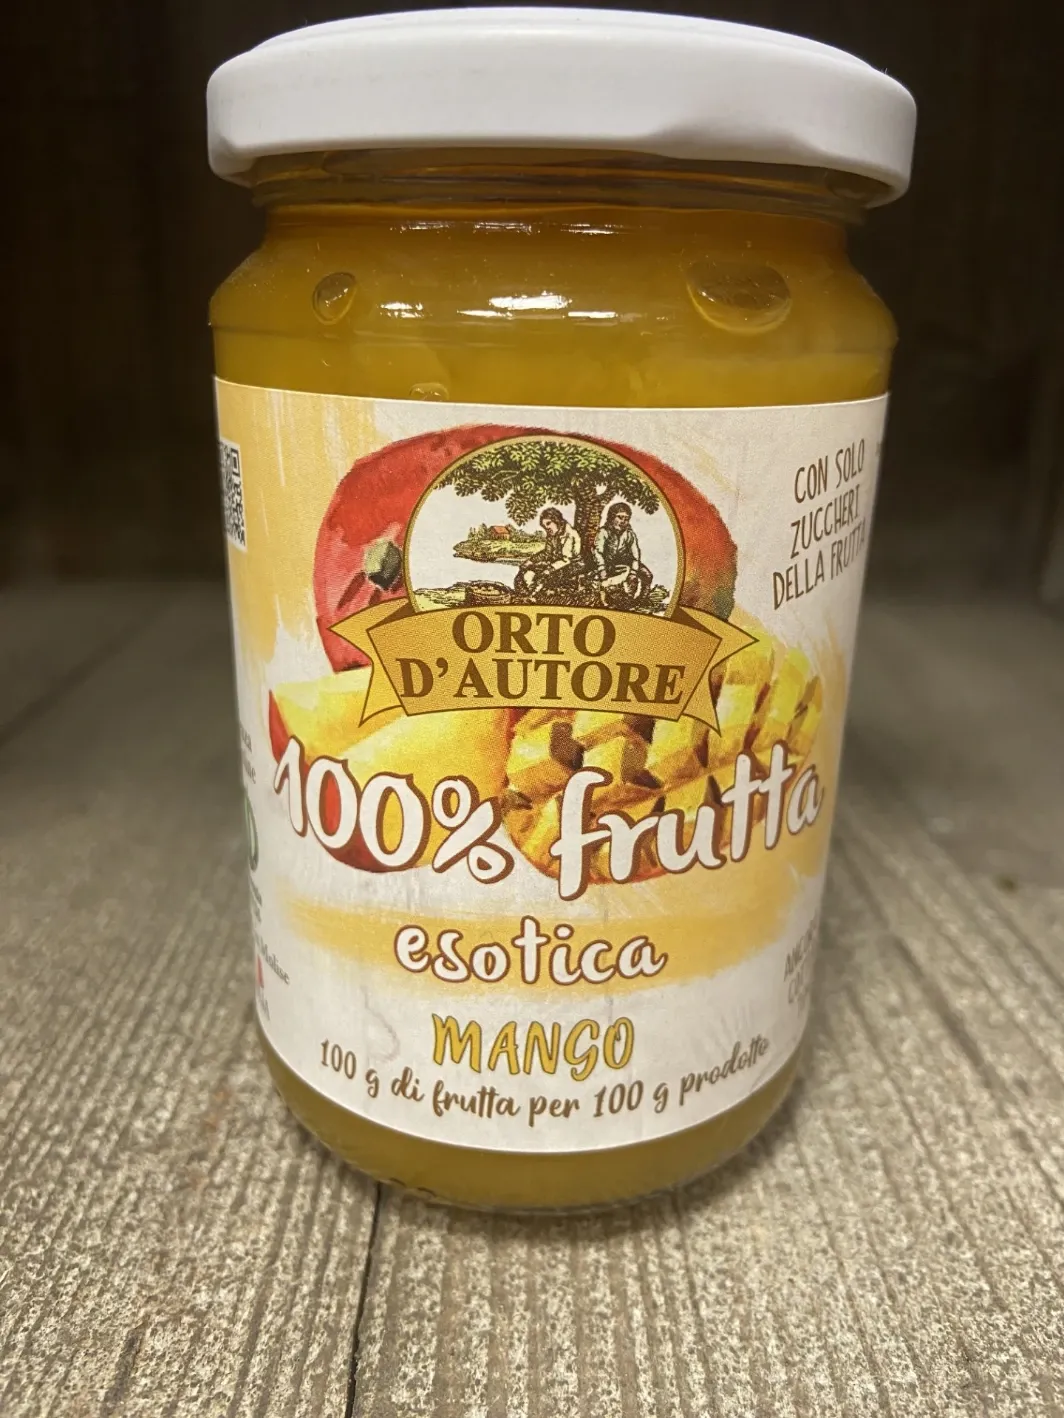 CON SOLO
ZUCCHERI
DELLA FRUTTA
ORTO
D'AUTORE
100% frutta
esotica
MANGO
100 g di frutta per 100 g prodotto